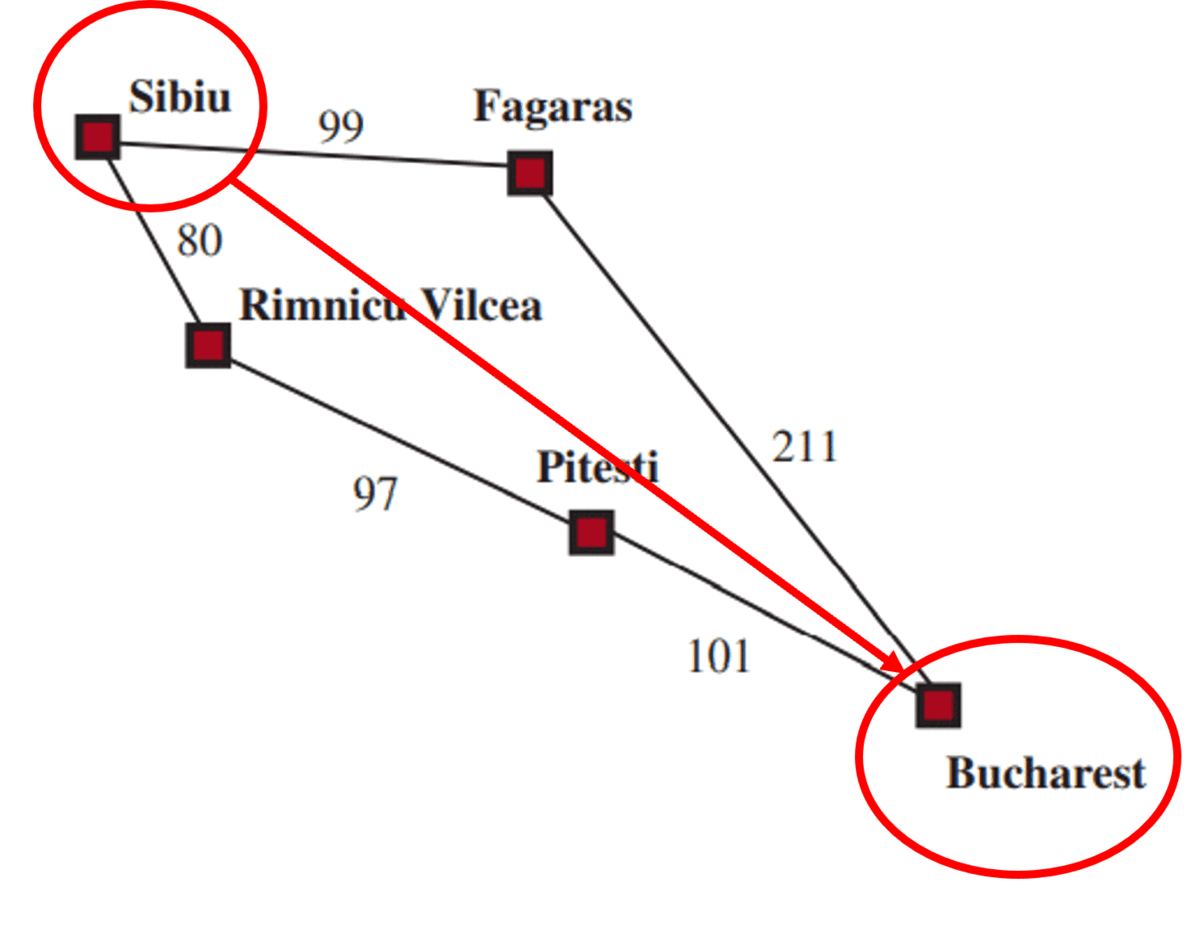 Sibiu
Fagaras
99
80
Rimnicu Vilcea
211
Pitesti
97
101
Bucharest